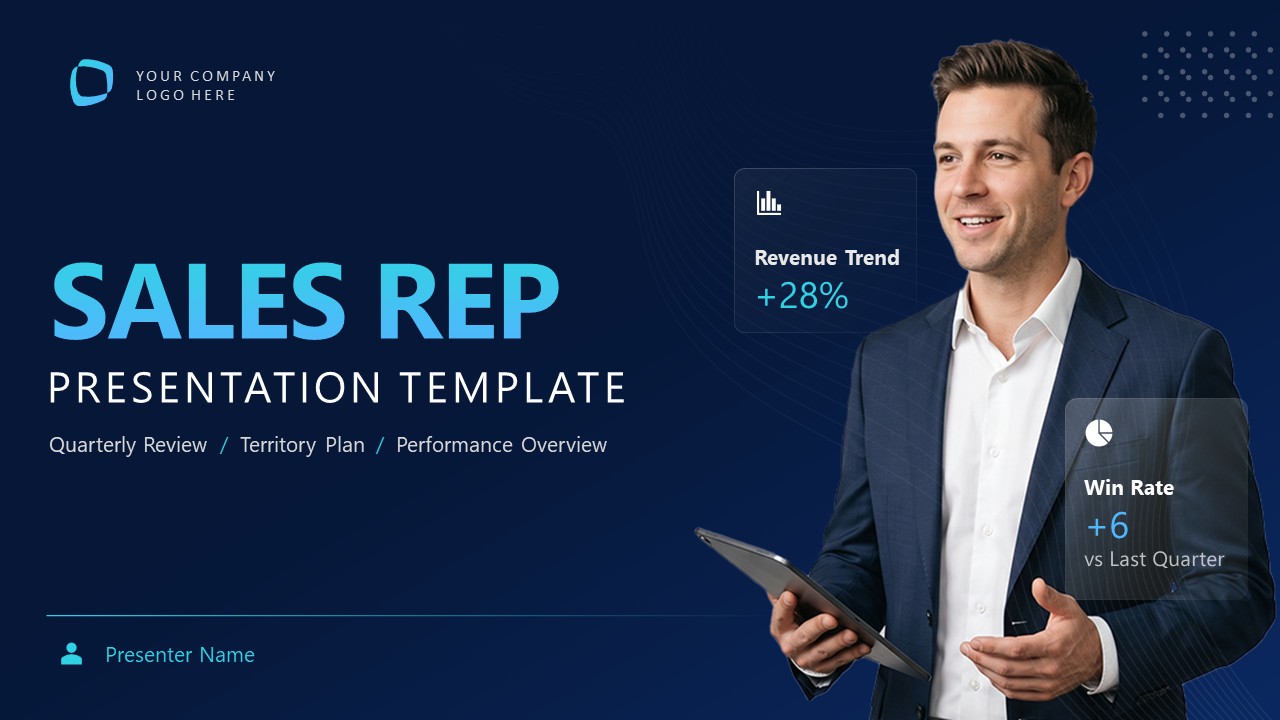 YOUR COMPANY
LOGO HERE
SALES REP
PRESENTATION TEMPLATE
Quarterly Review / Territory Plan / Performance Overview
Presenter Name
Revenue Trend
+28%
Win Rate
+6
vs Last Quarter